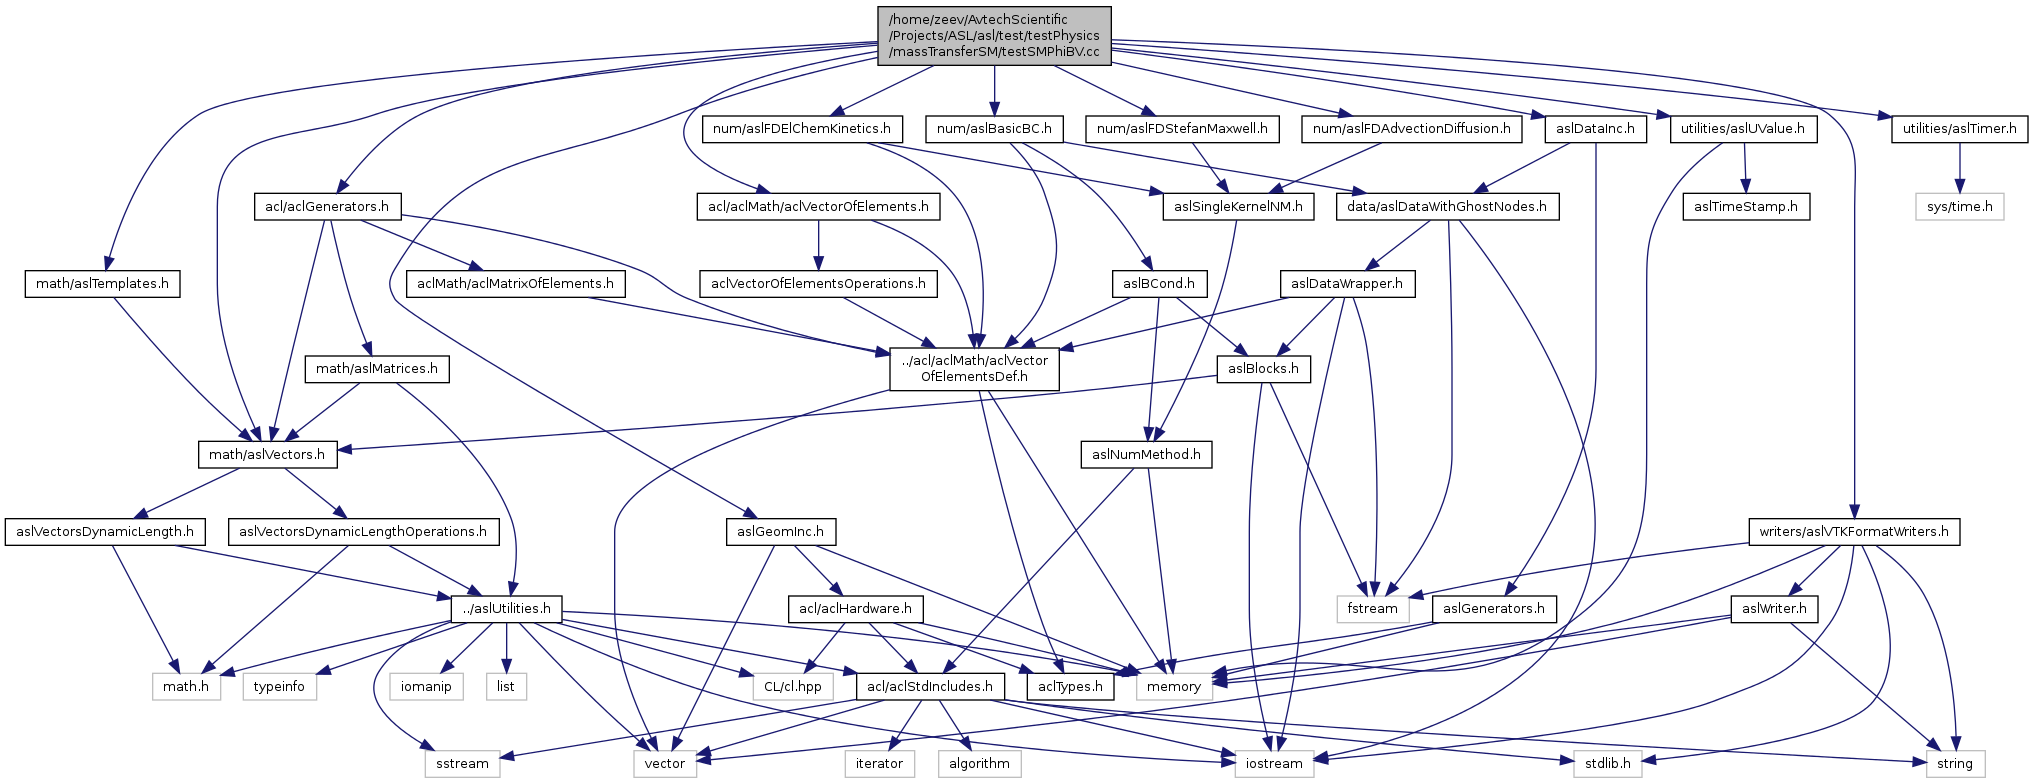 /home/zeev/AvtechScientific
/Projects/ASL/asl/test/testPhysics
/massTransferSM/testSMPhiBV.cc
num/aslFDElChemKinetics.h
num/aslBasicBC.h
num/aslFDStefanMaxwell.h
num/aslFDAdvectionDiffusion.h
aslDataInc.h
utilities/aslUValue.h
utilities/aslTimer.h
acl/aclGenerators.h
acl/aclMath/aclVectorOfElements.h
aslSingleKernelNM.h
data/aslDataWithGhostNodes.h
aslTimeStamp.h
sys/time.h
math/aslTemplates.h
aclMath/aclMatrixOfElements.h
aclVectorOfElementsOperations.h
aslBCond.h
aslDataWrapper.h
math/aslMatrices.h
../acl/aclMath/aclVector
OfElementsDef.h
aslBlocks.h
math/aslVectors.h
aslNumMethod.h
aslVectorsDynamicLength.h
aslVectorsDynamicLengthOperations.h
aslGeomInc.h
writers/aslVTKFormatWriters.h
../aslUtilities.h
acl/aclHardware.h
fstream
aslGenerators.h
aslWriter.h
math.h
typeinfo
iomanip
list
CL/cl.hpp
acl/aclStdIncludes.h
aclTypes.h
memory
sstream
vector
iterator
algorithm
iostream
stdlib.h
string